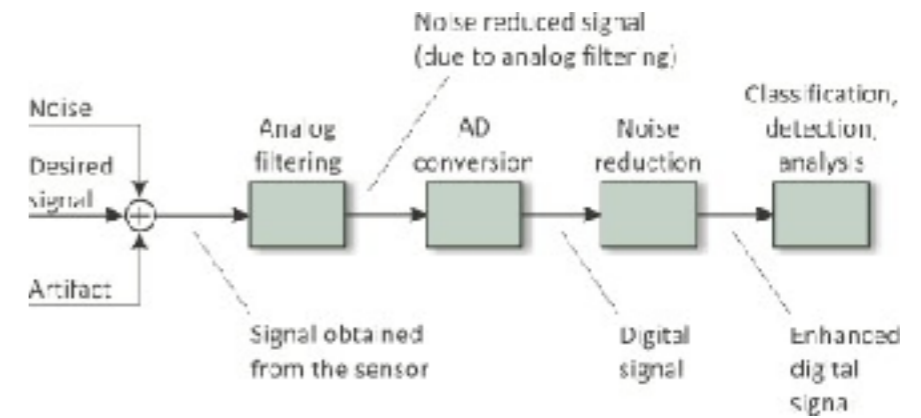 Noise reduced signal
(due to analog filtering)
Noise
Desired
signal
Artifact
Analog
filtering
AD
conversion
Noise
reduction
Classification,
detection,
analysis
Signal obtained
from the sensor
Digital
signal
Enhanced
digital
signal